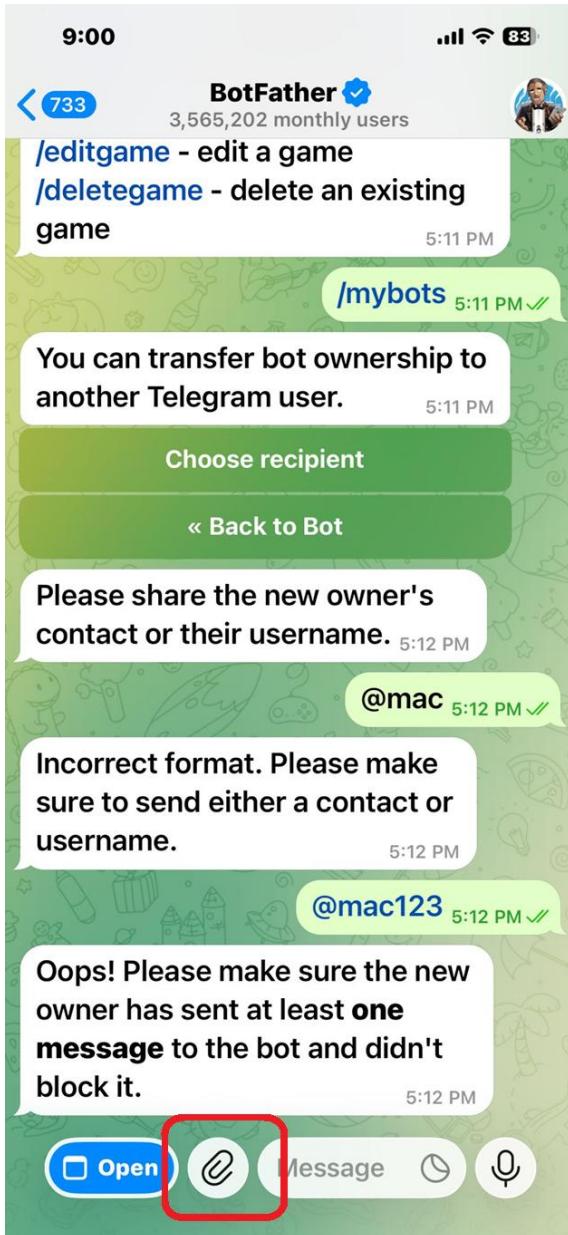 9:00
83
733
BotFather
3,565,202 monthly users
/editgame - edit a game
/deletegame - delete an existing
game
5:11 PM
/mybots 5:11 PM
You can transfer bot ownership to
another Telegram user.
5:11 PM
Choose recipient
« Back to Bot
Please share the new owner's
contact or their username. 5:12 PM
@mac 5:12 PM
Incorrect format. Please make
sure to send either a contact or
username.
5:12 PM
@mac123 5:12 PM
Oops! Please make sure the new
owner has sent at least one
message to the bot and didn't
block it.
5:12 PM
Open
Message